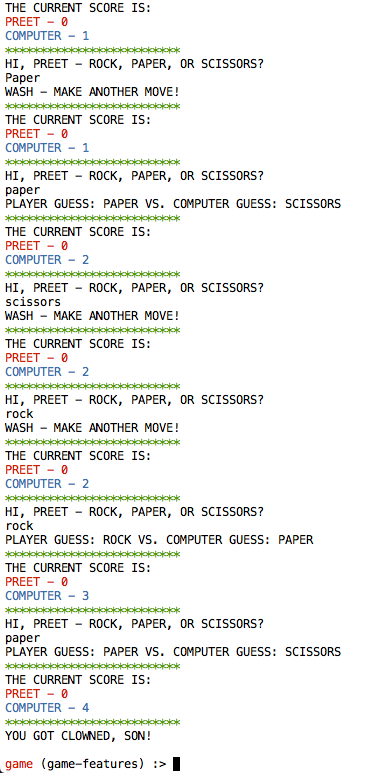 THE CURRENT SCORE IS:
PREET - 0
COMPUTER - 1
*************************
HI, PREET - ROCK, PAPER, OR SCISSORS?
Paper
WASH - MAKE ANOTHER MOVE!
*************************
THE CURRENT SCORE IS:
PREET - 0
COMPUTER - 1
*************************
HI, PREET - ROCK, PAPER, OR SCISSORS?
paper
PLAYER GUESS: PAPER VS. COMPUTER GUESS: SCISSORS
*************************
THE CURRENT SCORE IS:
PREET - 0
COMPUTER - 2
*************************
HI, PREET - ROCK, PAPER, OR SCISSORS?
scissors
WASH - MAKE ANOTHER MOVE!
*************************
THE CURRENT SCORE IS:
PREET - 0
COMPUTER - 2
*************************
HI, PREET - ROCK, PAPER, OR SCISSORS?
rock
WASH - MAKE ANOTHER MOVE!
*************************
THE CURRENT SCORE IS:
PREET - 0
COMPUTER - 2
*************************
HI, PREET - ROCK, PAPER, OR SCISSORS?
rock
PLAYER GUESS: ROCK VS. COMPUTER GUESS: PAPER
*************************
THE CURRENT SCORE IS:
PREET - 0
COMPUTER - 3
*************************
HI, PREET - ROCK, PAPER, OR SCISSORS?
paper
PLAYER GUESS: PAPER VS. COMPUTER GUESS: SCISSORS
*************************
THE CURRENT SCORE IS:
PREET - 0
COMPUTER - 4
*************************
YOU GOT CLOWNED, SON!
game (game-features) :>